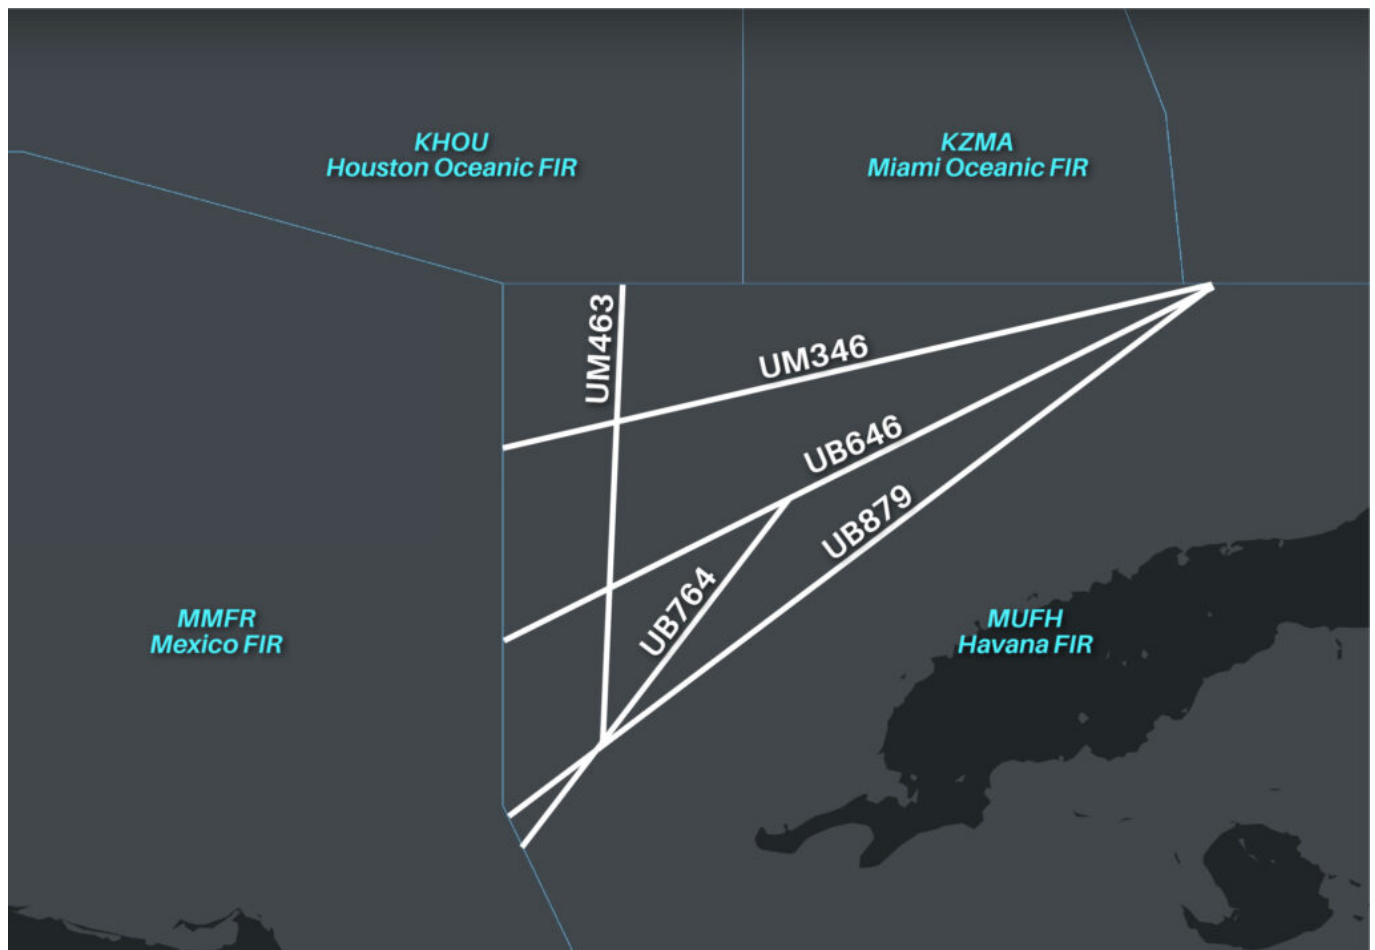 KHOU
Houston Oceanic FIR
KZMA
Miami Oceanic FIR
UM463
UM346
UB646
UB879
UB764
MMFR
Mexico FIR
MUFH
Havana FIR